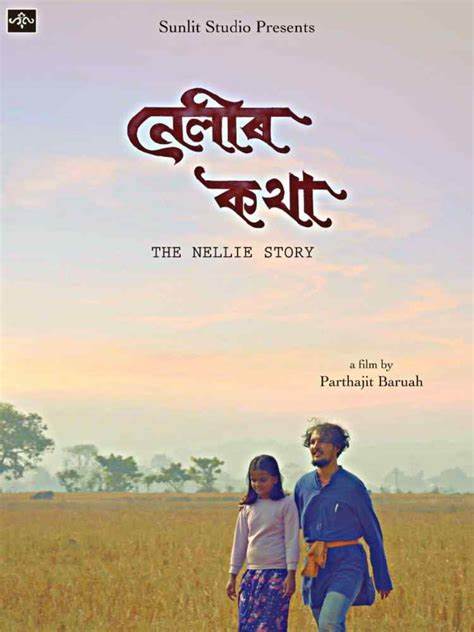 Sunlit Studio Presents
নেলীৰ
কথা
THE NELLIE STORY
a film by
Parthajit Baruah